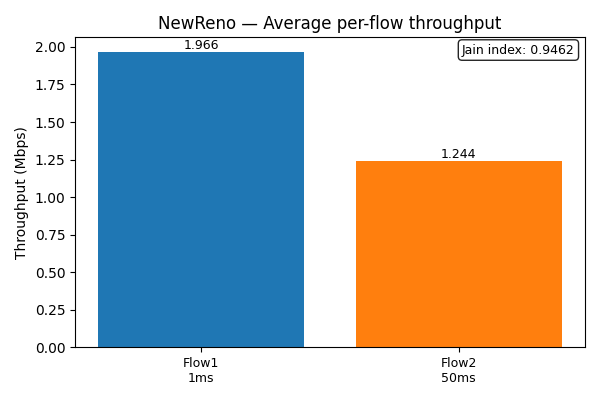 NewReno — Average per-flow throughput
Jain index: 0.9462
Throughput (Mbps)
2.00
1.75
1.50
1.25
1.00
0.75
0.50
0.25
0.00
1.966
1.244
Flow1
1ms
Flow2
50ms